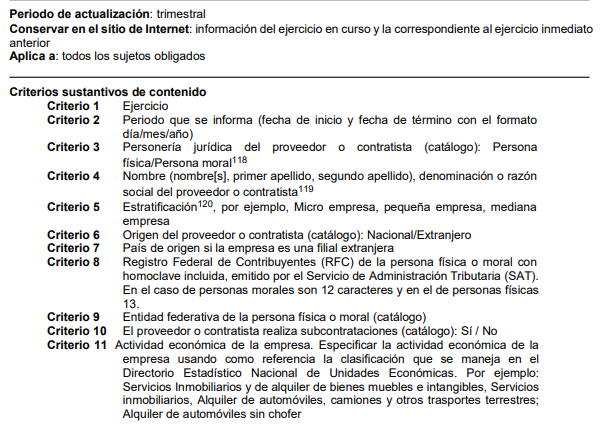 Periodo de actualización: trimestral
Conservar en el sitio de Internet: información del ejercicio en curso y la correspondiente al ejercicio inmediato
anterior
Aplica a: todos los sujetos obligados
Criterios sustantivos de contenido
Criterio 1 Ejercicio
Criterio 2 Periodo que se informa (fecha de inicio y fecha de término con el formato
día/mes/año)
Criterio 3 Personería jurídica del proveedor o contratista (catálogo): Persona
física/Persona moral118
Criterio 4 Nombre (nombre[s], primer apellido, segundo apellido), denominación o razón
social del proveedor o contratista119
Criterio 5 Estratificación120, por ejemplo, Micro empresa, pequeña empresa, mediana
empresa
Criterio 6 Origen del proveedor o contratista (catálogo): Nacional/Extranjero
Criterio 7 País de origen si la empresa es una filial extranjera
Criterio 8 Registro Federal de Contribuyentes (RFC) de la persona física o moral con
homoclave incluida, emitido por el Servicio de Administración Tributaria (SAT).
En el caso de personas morales son 12 caracteres y en el de personas físicas
13.
Criterio 9 Entidad federativa de la persona física o moral (catálogo)
Criterio 10 El proveedor o contratista realiza subcontrataciones (catálogo): Sí / No
Criterio 11 Actividad económica de la empresa. Especificar la actividad económica de la
empresa usando como referencia la clasificación que se maneja en el
Directorio Estadístico Nacional de Unidades Económicas. Por ejemplo:
Servicios Inmobiliarios y de alquiler de bienes muebles e intangibles, Servicios
inmobiliarios, Alquiler de automóviles, camiones y otros trasportes terrestres;
Alquiler de automóviles sin chofer